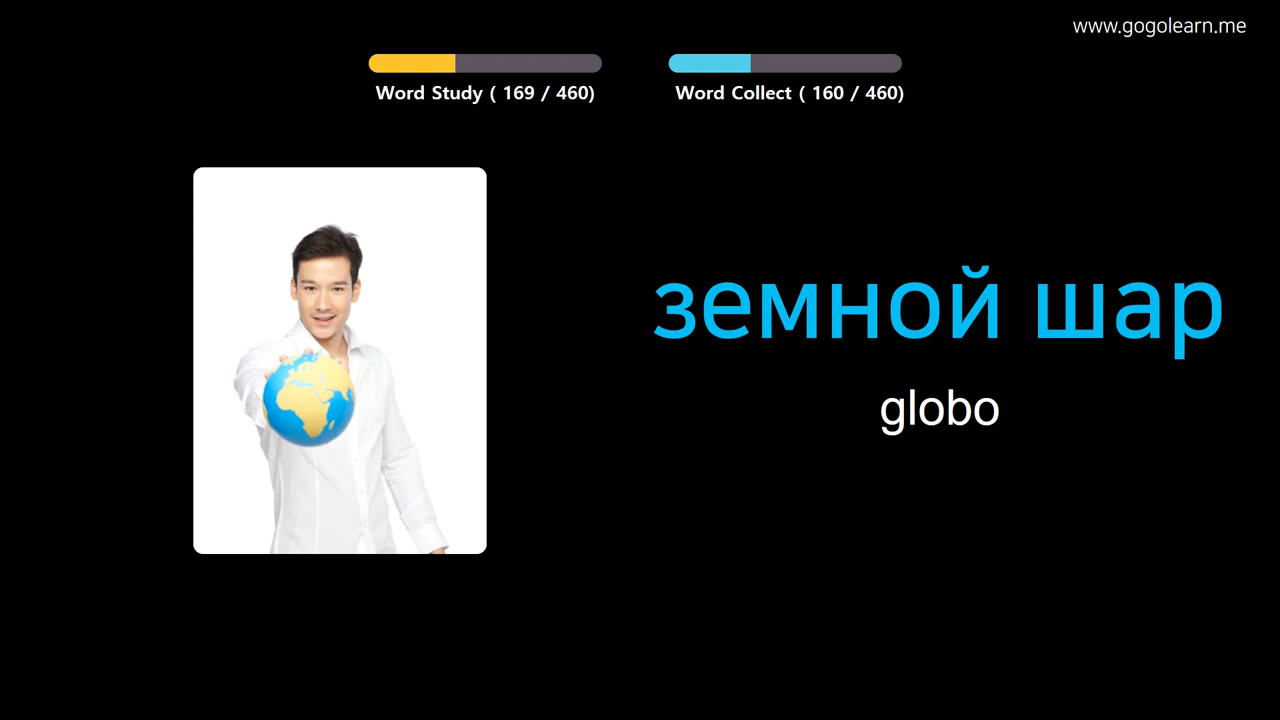 www.gogolearn.me
Word Study ( 169 / 460)
Word Collect ( 160 / 460)
земной шар
globo